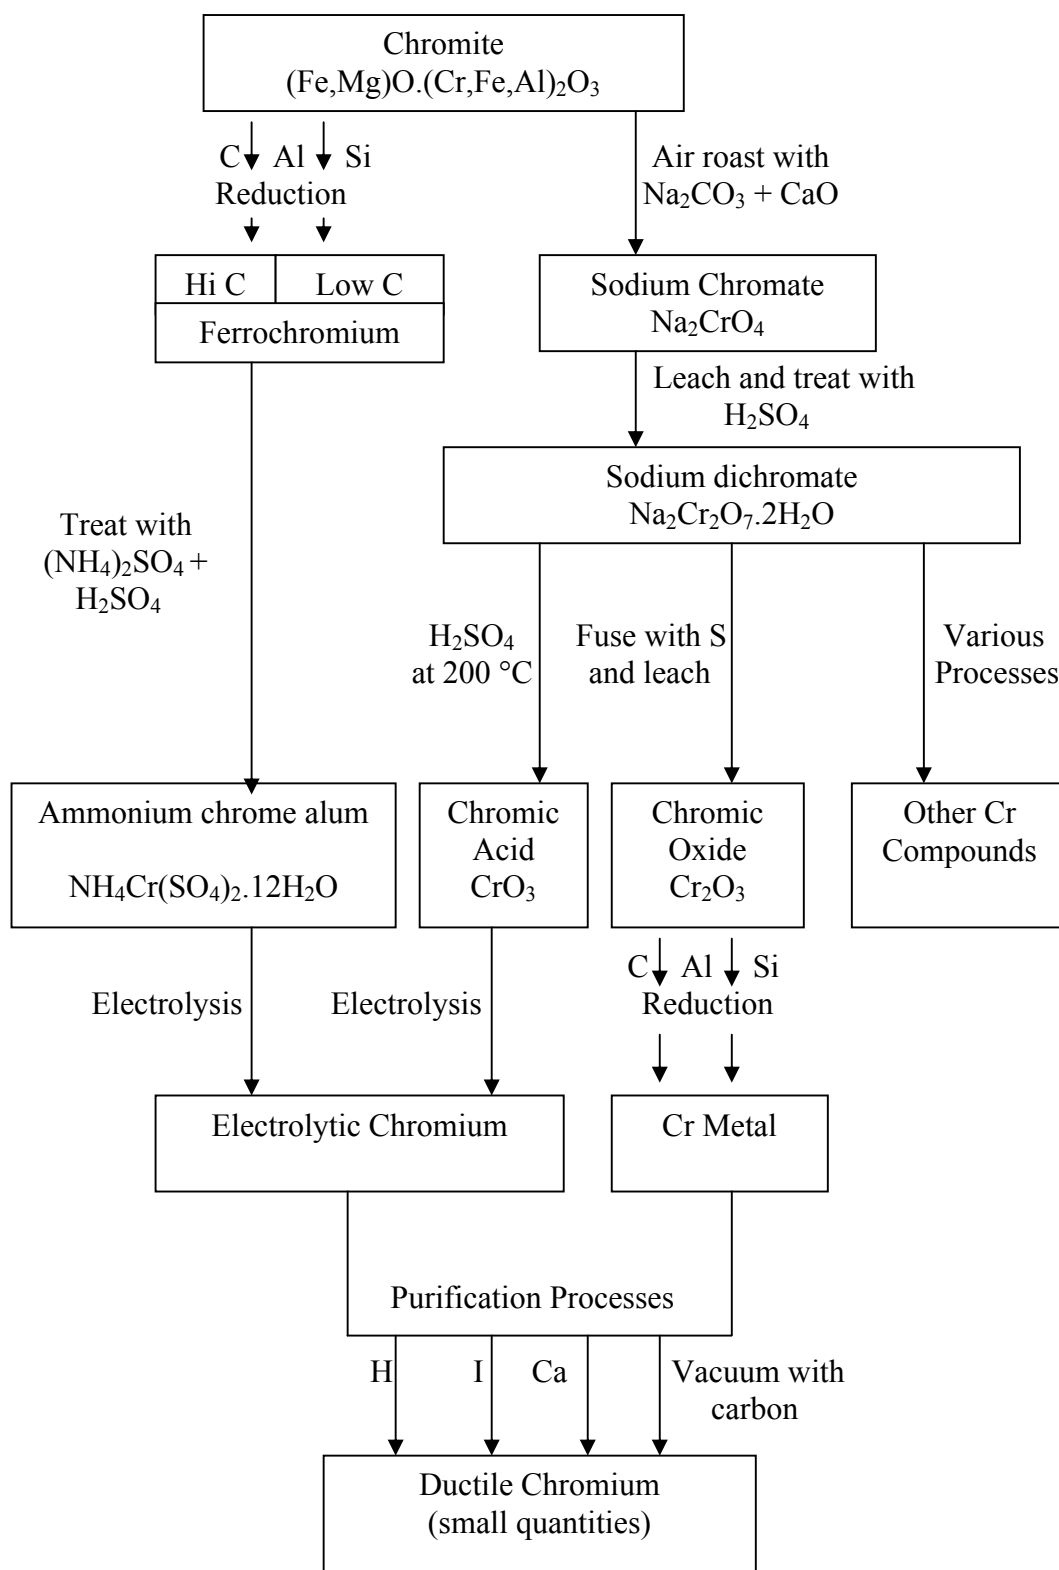 Chromite
(Fe,Mg)O.(Cr,Fe,Al)₂O₃
C Al Si
Reduction
Air roast with
Na₂CO₃ + CaO
Hi C
Low C
Ferrochromium
Sodium Chromate
Na₂CrO₄
Leach and treat with
H₂SO₄
Sodium dichromate
Na₂Cr₂O₇.2H₂O
Treat with
(NH₄)₂SO₄ +
H₂SO₄
H₂SO₄
at 200 °C
Fuse with S
and leach
Various
Processes
Ammonium chrome alum
NH₄Cr(SO₄)₂.12H₂O
Chromic
Acid
CrO₃
Chromic
Oxide
Cr₂O₃
Other Cr
Compounds
Electrolysis
Electrolysis
C Al Si
Reduction
Electrolytic Chromium
Cr Metal
Purification Processes
H
I
Ca
Vacuum with
carbon
Ductile Chromium
(small quantities)